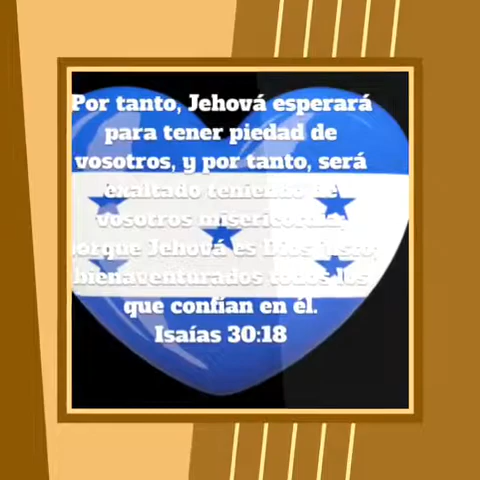 Por tanto, Jehová esperará
para tener piedad de
vosotros, y por tanto, será
exaltado teniendo de
vosotros misericordia,
porque Jehová es Dios justo;
bienaventurados todos los
que confían en él.
Isaías 30:18